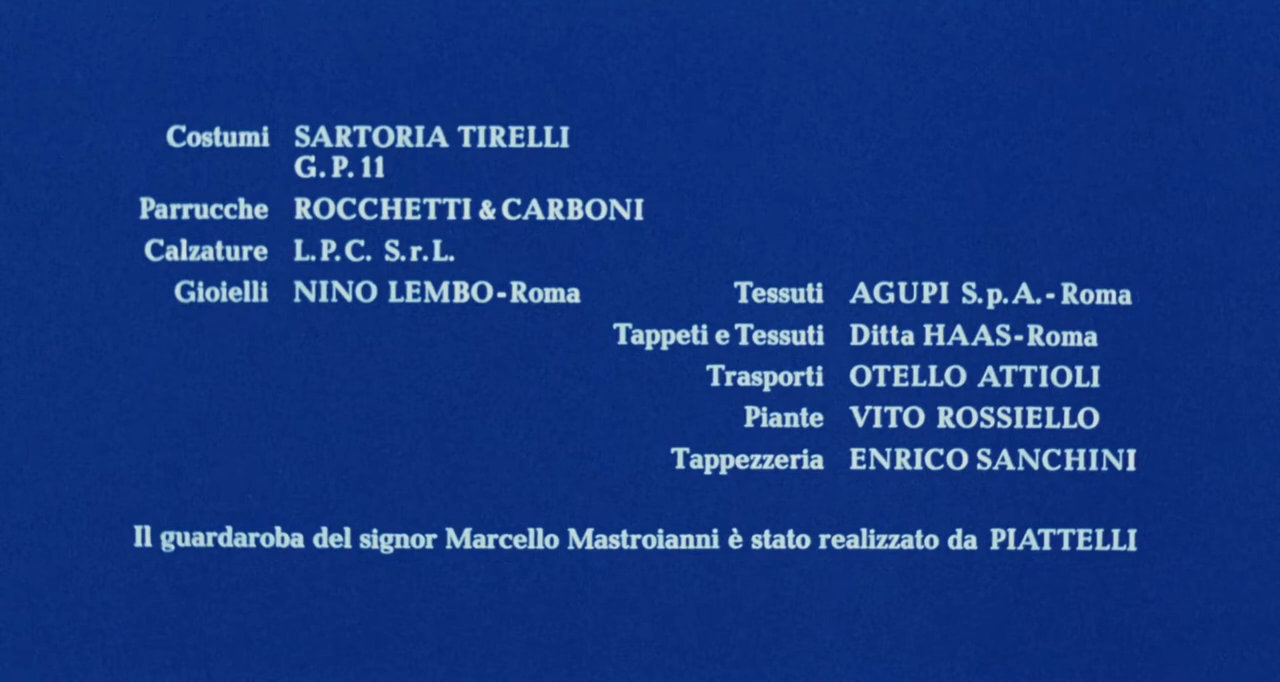 Costumi SARTORIA TIRELLI
G. P. 11
Parrucche ROCCHETTI & CARBONI
Calzature L.P.C. S.r.L.
Gioielli NINO LEMBO-Roma
Tessuti AGUPI S.p.A.-Roma
Tappeti e Tessuti Ditta HAAS-Roma
Trasporti OTELLO ATTIOLI
Piante VITO ROSSIELLO
Tappezzeria ENRICO SANCHINI
Il guardaroba del signor Marcello Mastroianni è stato realizzato da PIATTELLI